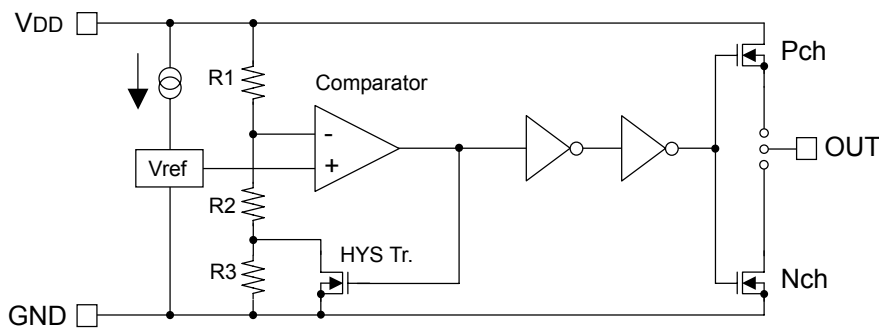 VDD
Pch
R1
Comparator
-
+
Vref
OUT
R2
HYS Tr.
R3
Nch
GND